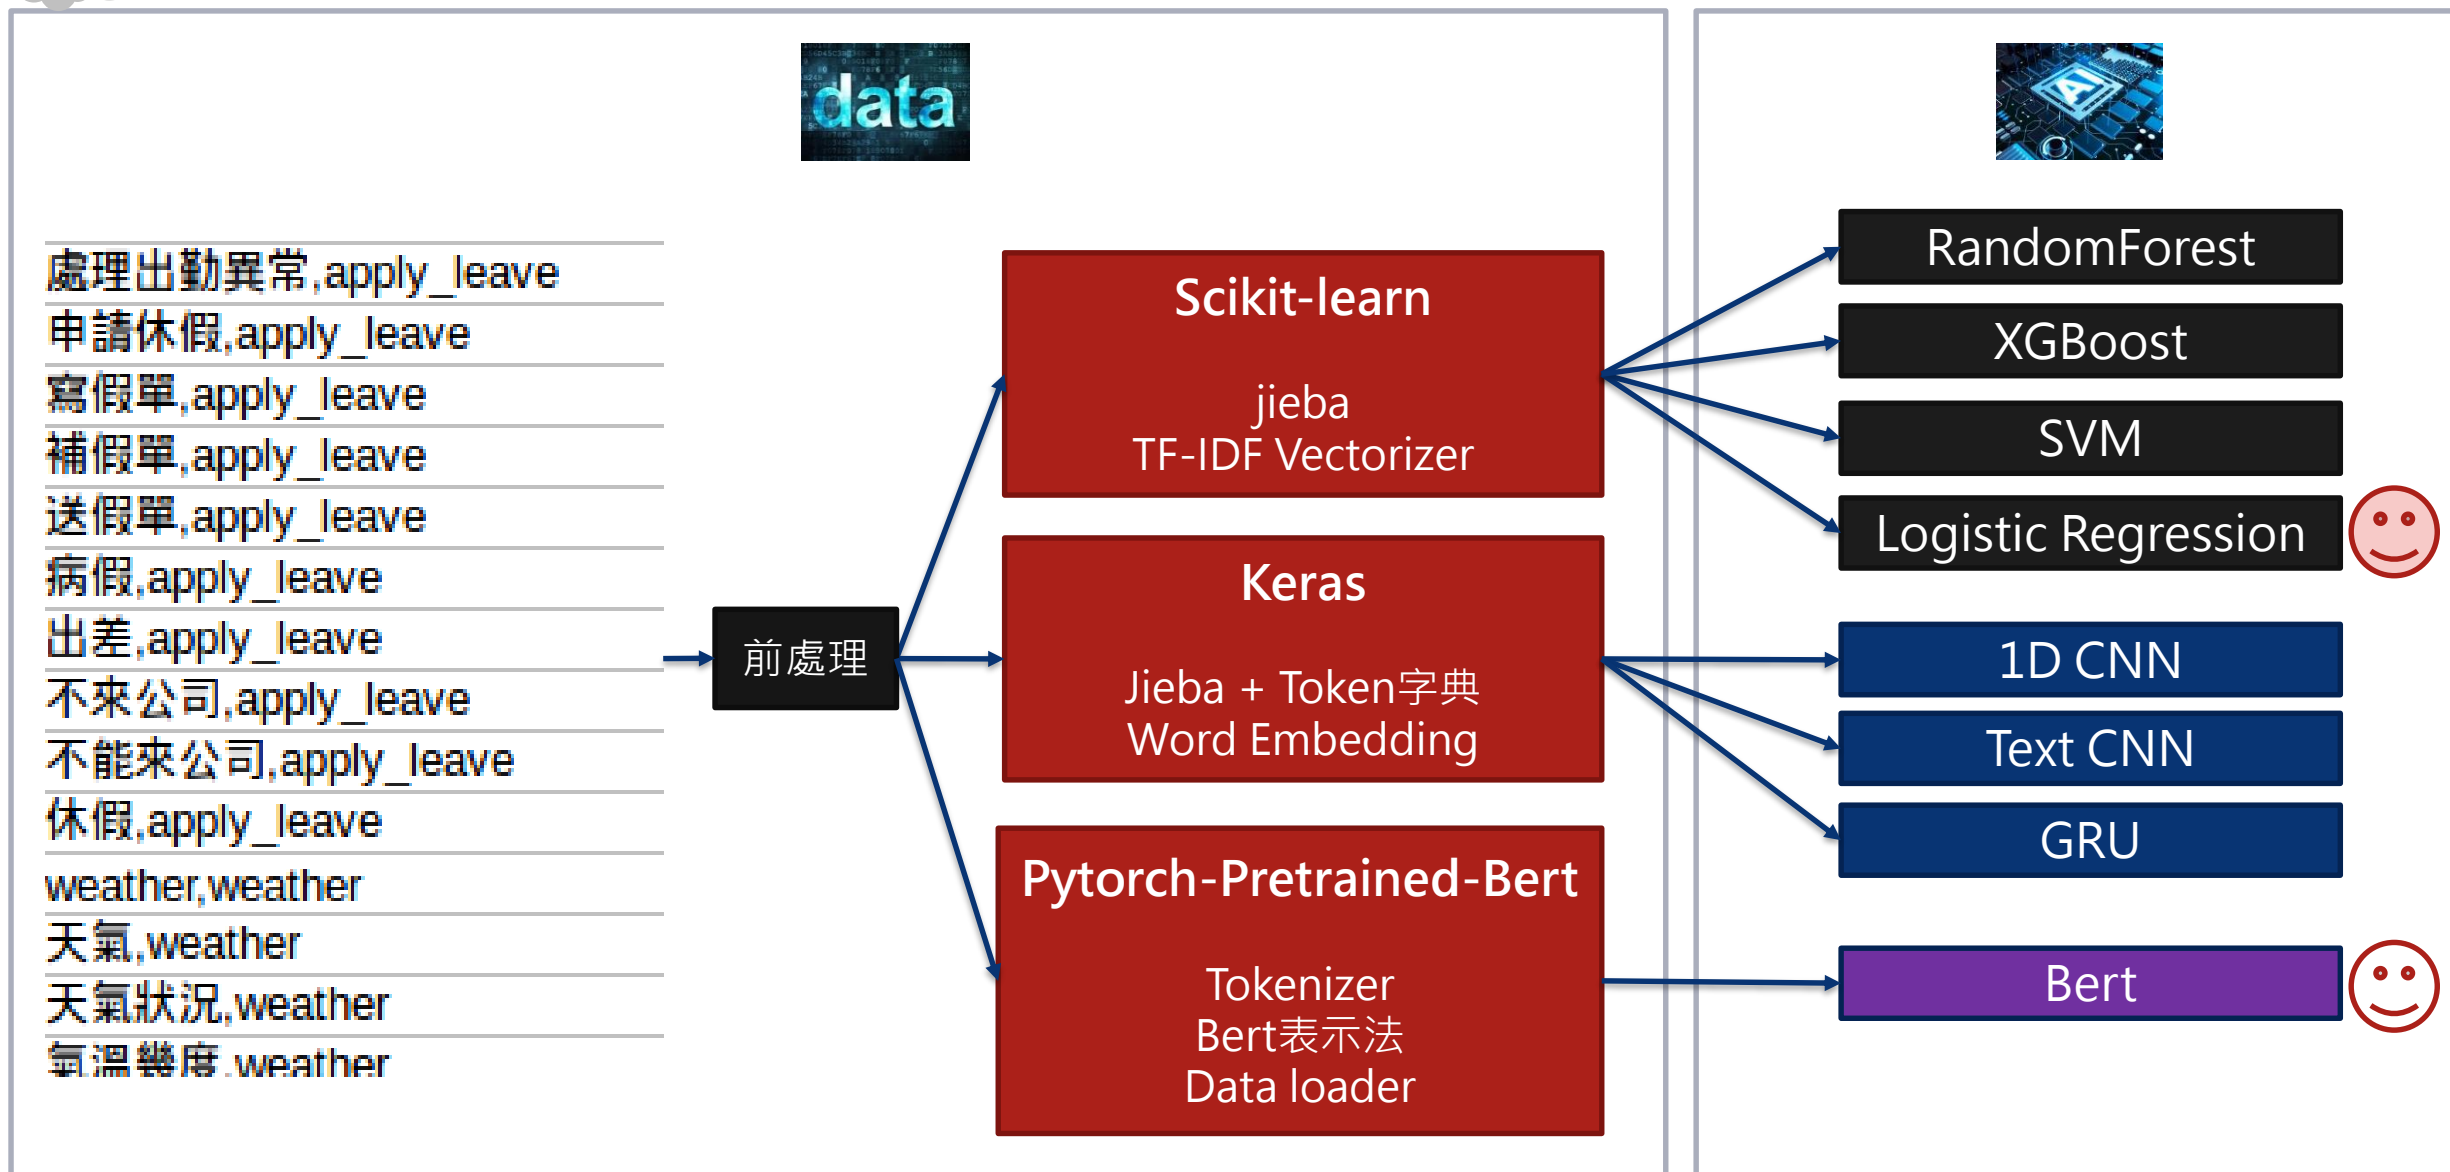 data
AI
處理出勤異常,apply_leave
申請休假,apply_leave
寫假單,apply_leave
補假單,apply_leave
送假單,apply_leave
病假,apply_leave
出差,apply_leave
不來公司,apply_leave
不能來公司,apply_leave
休假,apply_leave
weather,weather
天氣,weather
天氣狀況,weather
氣溫幾度,weather
前處理
Scikit-learn
jieba
TF-IDF Vectorizer
Keras
Jieba + Token字典
Word Embedding
Pytorch-Pretrained-Bert
Tokenizer
Bert表示法
Data loader
RandomForest
XGBoost
SVM
Logistic Regression
1D CNN
Text CNN
GRU
Bert